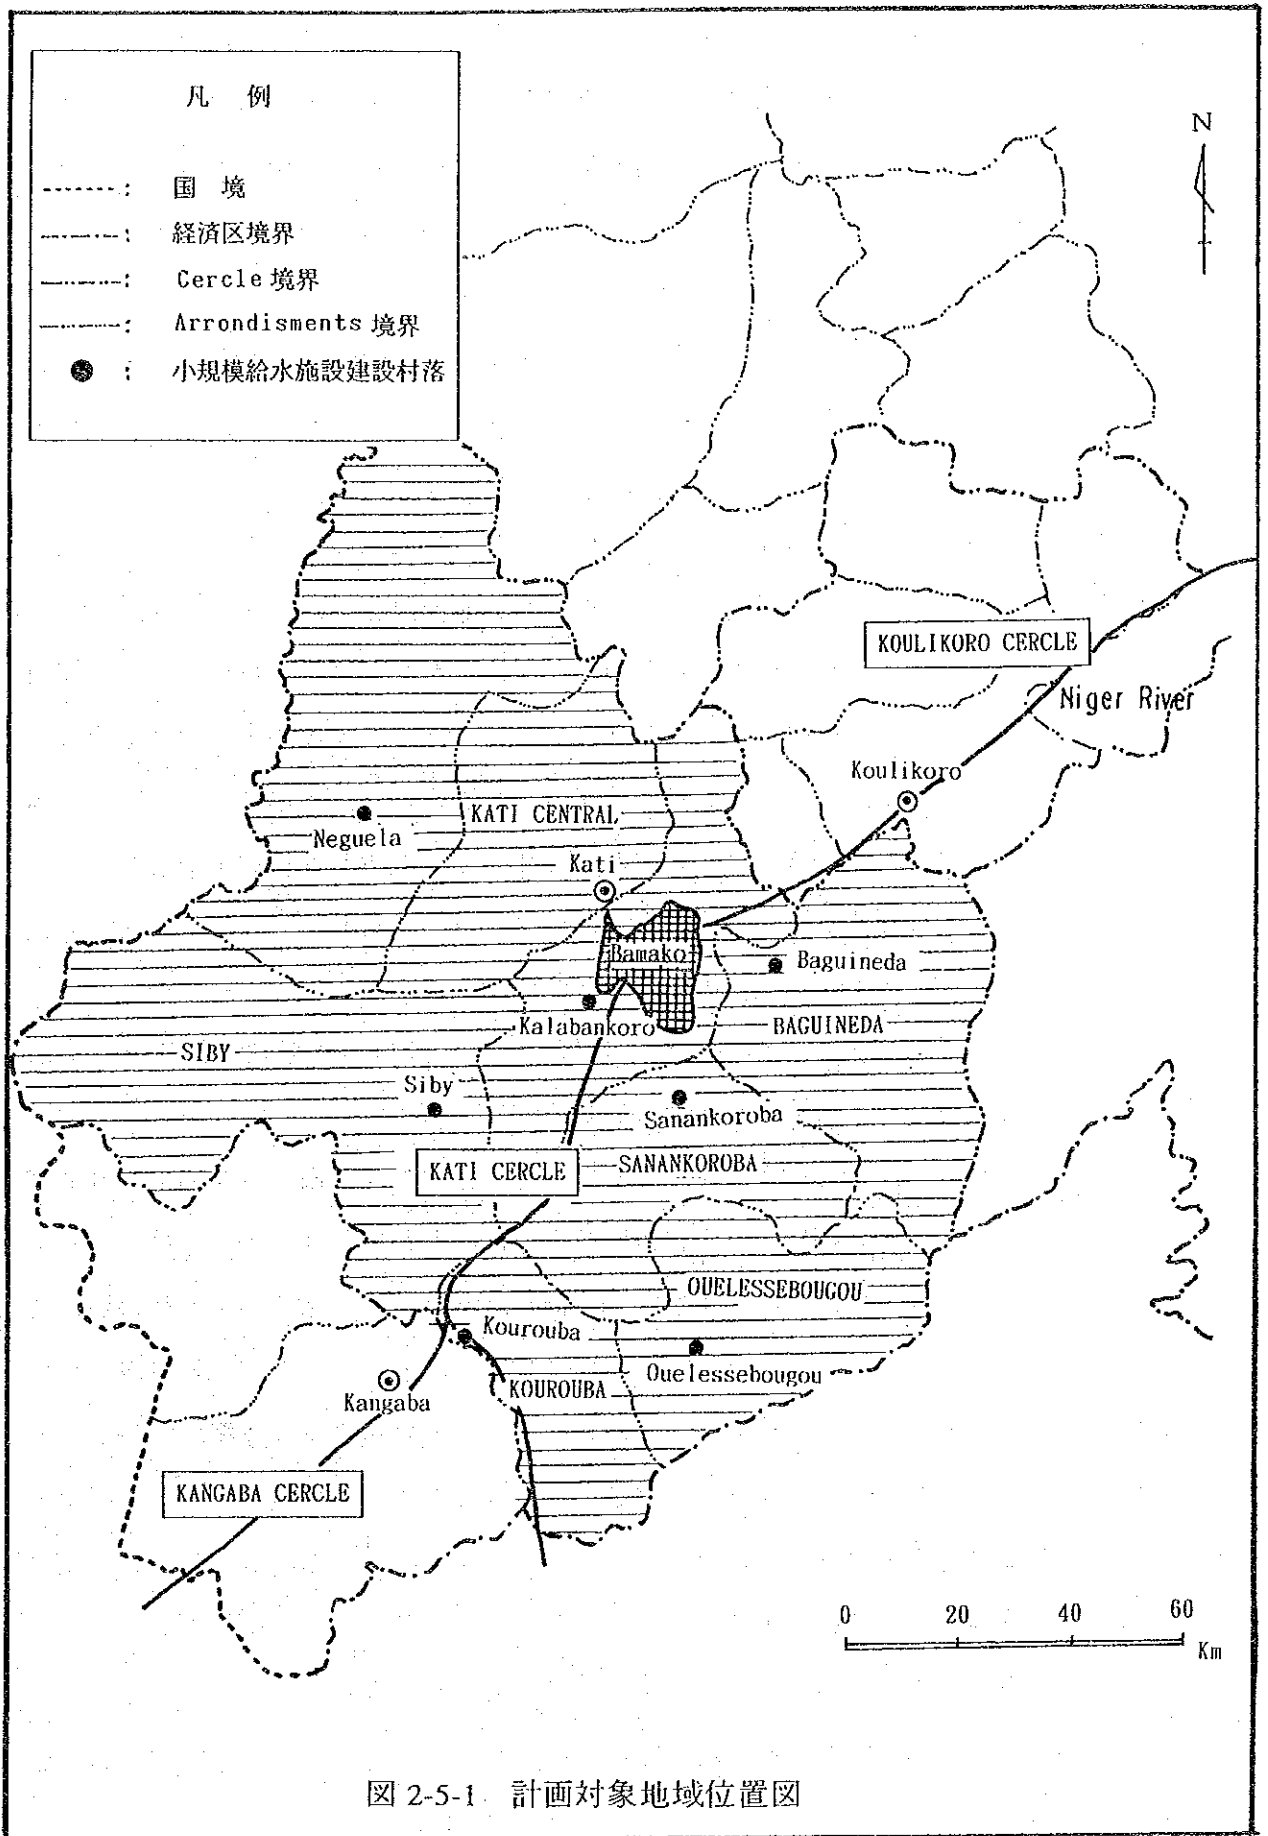 凡 例
: 国 境
: 経済区境界
: Cercle 境界
: Arrondisments 境界
: 小規模給水施設建設村落
N
KOULIKORO CERCLE
Niger River
Koulikoro
KATI CENTRAL
Neguela
Kati
Bamako
Baguineda
Kalabankoro
BAGUINEDA
SIBY
Siby
Sanankoroba
KATI CERCLE
SANANKOROBA
OUELESSEBOUGOU
Kourouba
Ouelessebougou
KOUROUBA
Kangaba
KANGABA CERCLE
0 20 40 60
Km
図 2-5-1 計画対象地域位置図